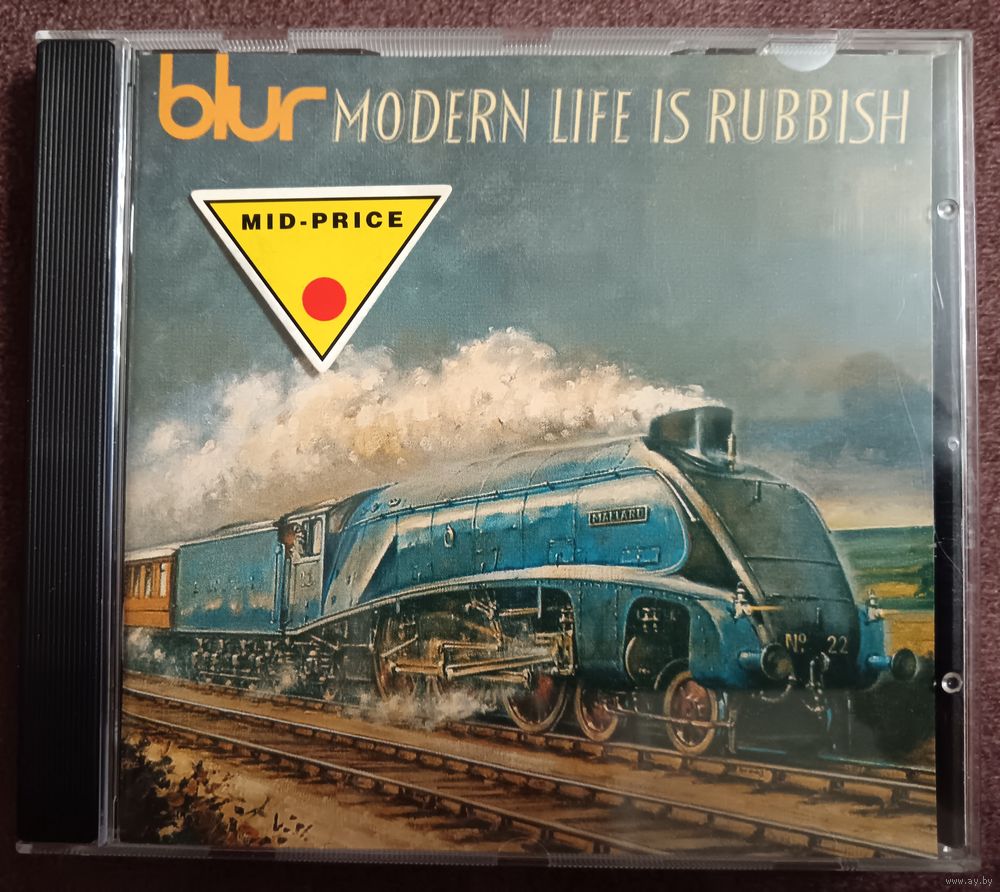 blur MODERN LIFE IS RUBBISH
MID-PRICE
MALLARD
Nº 22
www.ay.by